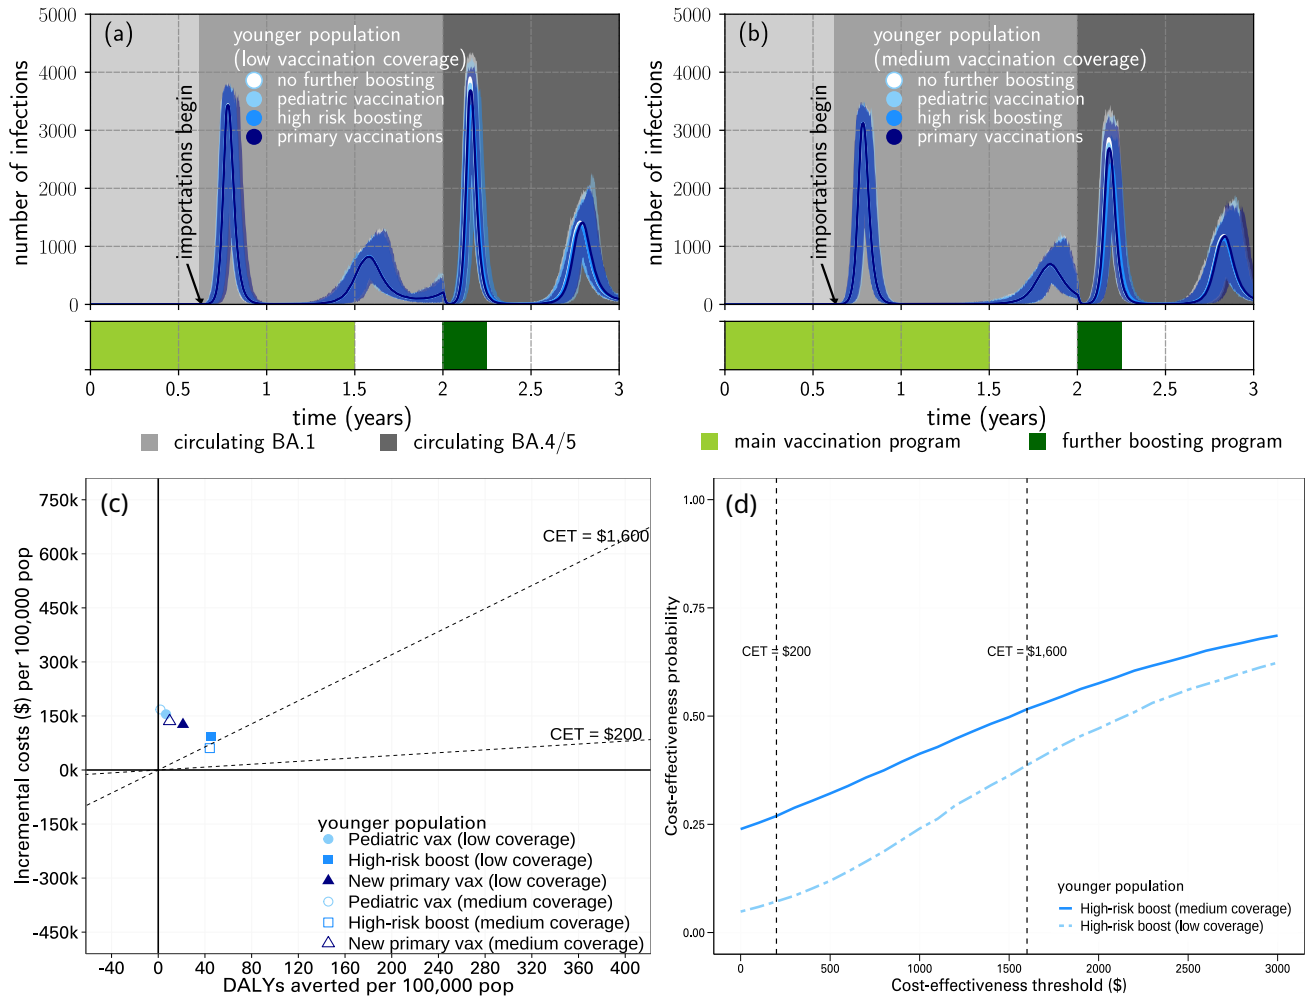 (a)
younger population
(low vaccination coverage)
no further boosting
pediatric vaccination
high risk boosting
primary vaccinations
importations begin
number of infections
5000
4000
3000
2000
1000
0
0
0.5
1
1.5
2
2.5
3
time (years)
(b)
younger population
(medium vaccination coverage)
no further boosting
pediatric vaccination
high risk boosting
primary vaccinations
importations begin
number of infections
5000
4000
3000
2000
1000
0
0
0.5
1
1.5
2
2.5
3
time (years)
circulating BA.1
circulating BA.4/5
main vaccination program
further boosting program
(c)
Incremental costs ($) per 100,000 pop
750k
600k
450k
300k
150k
0k
-150k
-300k
-450k
CET = $1,600
CET = $200
younger population
Pediatric vax (low coverage)
High-risk boost (low coverage)
New primary vax (low coverage)
Pediatric vax (medium coverage)
High-risk boost (medium coverage)
New primary vax (medium coverage)
-40
0
40
80
120
160
200
240
280
320
360
400
DALYs averted per 100,000 pop
(d)
Cost-effectiveness probability
1.00
0.75
0.50
0.25
0.00
CET = $200
CET = $1,600
younger population
High-risk boost (medium coverage)
High-risk boost (low coverage)
0
500
1000
1500
2000
2500
3000
Cost-effectiveness threshold ($)